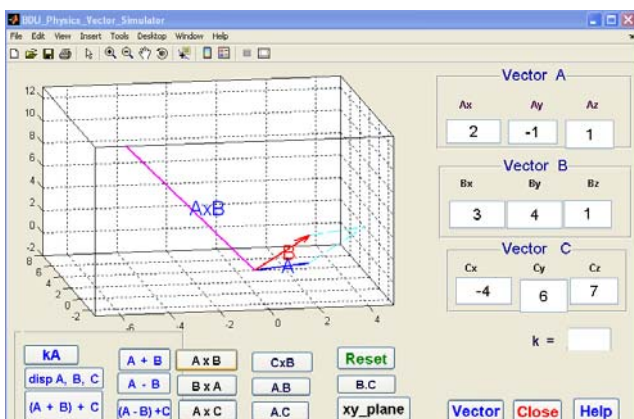 BDU_Physics_Vector_Simulator
File Edit View Insert Tools Desktop Window Help
12
10
8
6
4
2
0
-2
8
6
4
2
0
-2
-6
-4
-2
0
2
4
AxB
B
A
Vector A
Ax Ay Az
2 -1 1
Vector B
Bx By Bz
3 4 1
Vector C
Cx Cy Cz
-4 6 7
k =
kA
disp A, B, C
(A + B) + C
A + B
A - B
(A - B) +C
A x B
B x A
A x C
CxB
A.B
A.C
Reset
B.C
xy_plane
Vector Close Help